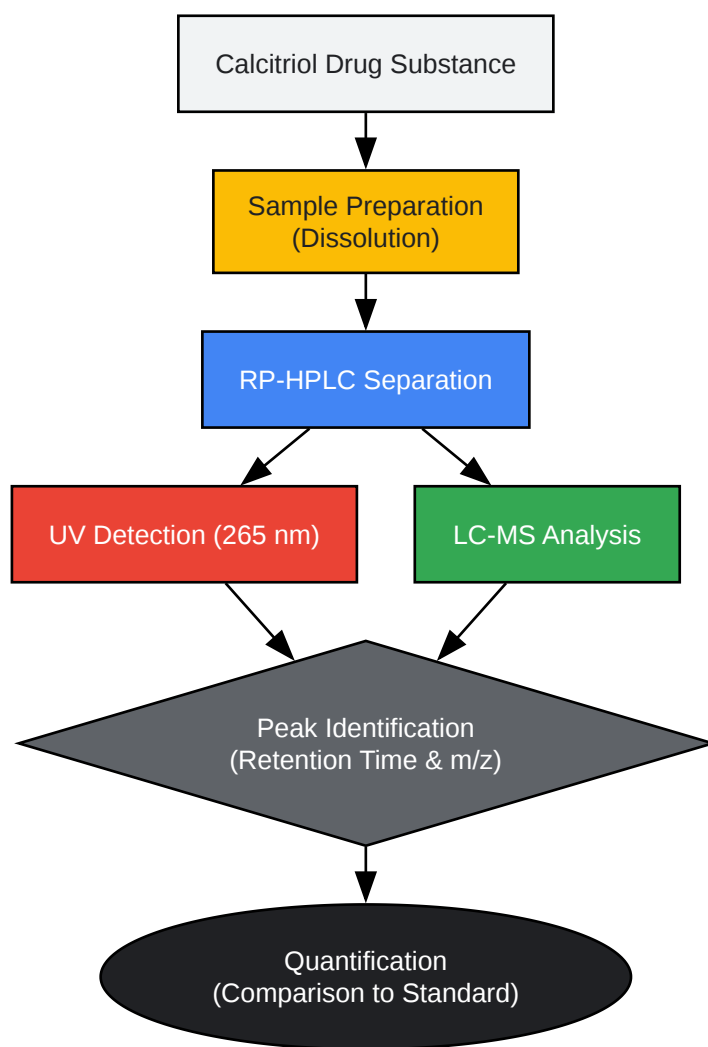 Calcitriol Drug Substance
Sample Preparation
(Dissolution)
RP-HPLC Separation
UV Detection (265 nm)
LC-MS Analysis
Peak Identification
(Retention Time & m/z)
Quantification
(Comparison to Standard)